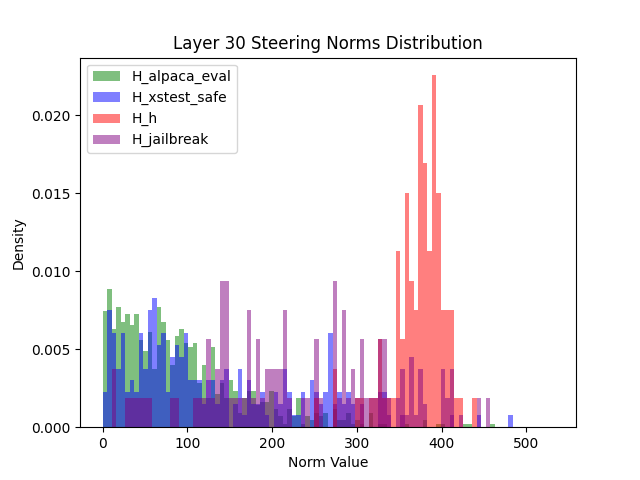 Layer 30 Steering Norms Distribution
H_alpaca_eval
H_xstest_safe
H_h
H_jailbreak
0.020
0.015
0.010
0.005
0.000
Density
0
100
200
300
400
500
Norm Value